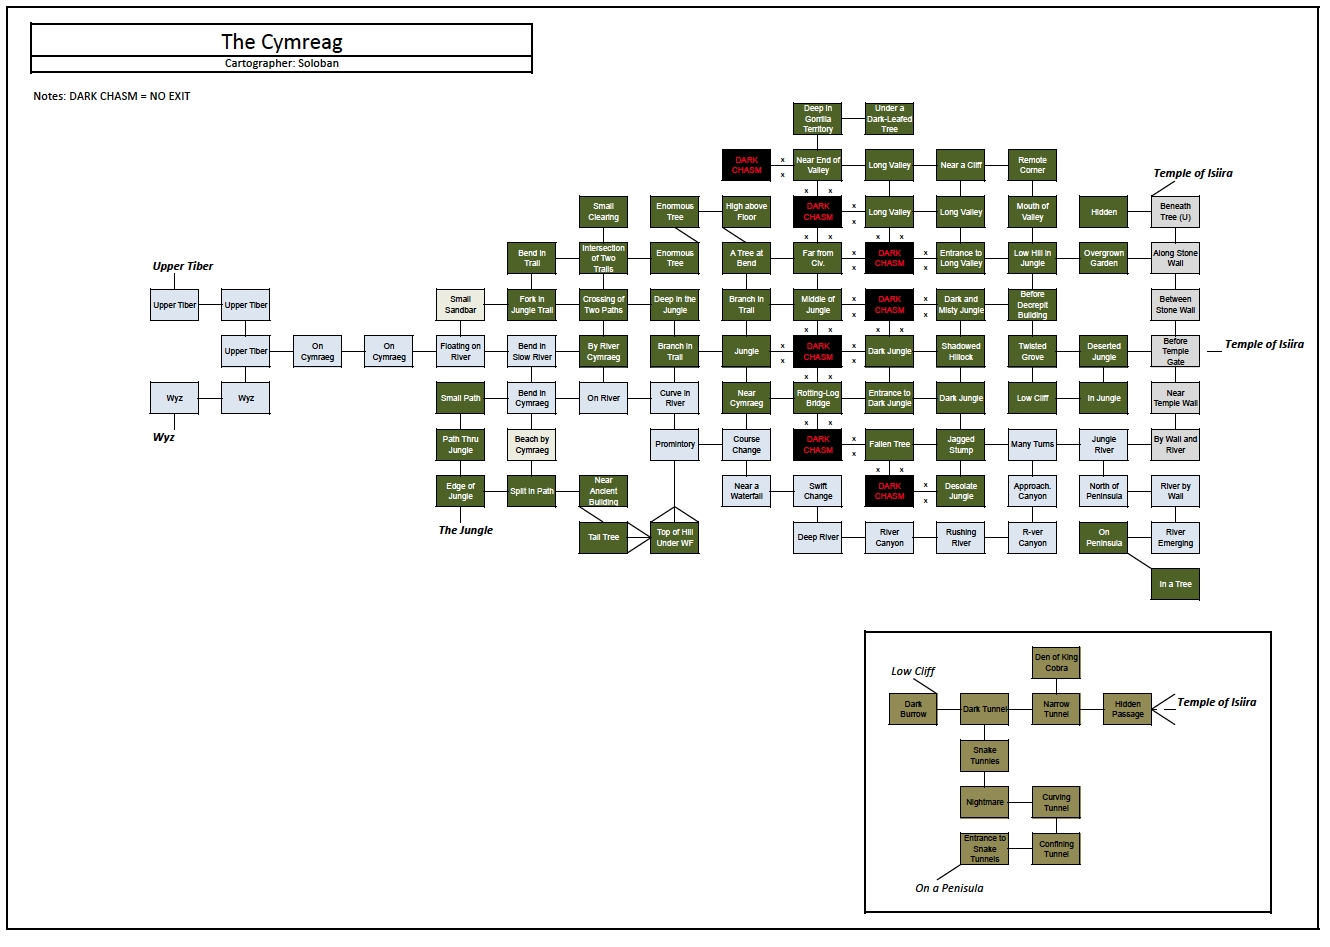 The Cymreag
Cartographer: Soloban
Notes: DARK CHASM = NO EXIT
Deep in
Gorrilla
Territory
Under a
Dark-Leafed
Tree
DARK
CHASM
x
x
Near End of
Valley
Long Valley
Near a Cliff
Remote
Corner
Temple of Isiira
x x
Small
Clearing
Enormous
Tree
High above
Floor
DARK
CHASM
x
x
Long Valley
Long Valley
Mouth of
Valley
Hidden
Beneath
Tree (U)
x x
x x
Bend in
Trail
Intersection
of Two
Trails
Enormous
Tree
A Tree at
Bend
Far from
Civ.
x
x
DARK
CHASM
x
x
Entrance to
Long Valley
Low Hill in
Jungle
Overgrown
Garden
Along Stone
Wall
Upper Tiber
Upper Tiber
Upper Tiber
Small
Sandbar
Fork in
Jungle Trail
Crossing of
Two Paths
Deep in the
Jungle
Branch in
Trail
Middle of
Jungle
x
x
DARK
CHASM
x
x
Dark and
Misty Jungle
Before
Decrepit
Building
Between
Stone Wall
x x
x x
Upper Tiber
On
Cymraeg
On
Cymraeg
Floating on
River
Bend in
Slow River
By River
Cymraeg
Branch in
Trail
Jungle
x
x
DARK
CHASM
x
x
Dark Jungle
Shadowed
Hillock
Twisted
Grove
Deserted
Jungle
Before
Temple
Gate
Temple of Isiira
x x
Wyz
Wyz
Small Path
Bend in
Cymraeg
On River
Curve in
River
Near
Cymraeg
Rotting-Log
Bridge
Entrance to
Dark Jungle
Dark Jungle
Low Cliff
In Jungle
Near
Temple Wall
x x
Wyz
Path Thru
Jungle
Beach by
Cymraeg
Promintory
Course
Change
DARK
CHASM
x
x
Fallen Tree
Jagged
Stump
Many Turns
Jungle
River
By Wall and
River
x x
Edge of
Jungle
Split in Path
Near
Ancient
Building
Near a
Waterfall
Swift
Change
DARK
CHASM
x
x
Desolate
Jungle
Approach.
Canyon
North of
Peninsula
River by
Wall
The Jungle
Tall Tree
Top of Hill
Under WF
Deep River
River
Canyon
Rushing
River
R-ver
Canyon
On
Peninsula
River
Emerging
In a Tree
Den of King
Cobra
Low Cliff
Dark
Burrow
Dark Tunnel
Narrow
Tunnel
Hidden
Passage
Temple of Isiira
Snake
Tunnles
Nightmare
Curving
Tunnel
Entrance to
Snake
Tunnels
Confining
Tunnel
On a Penisula